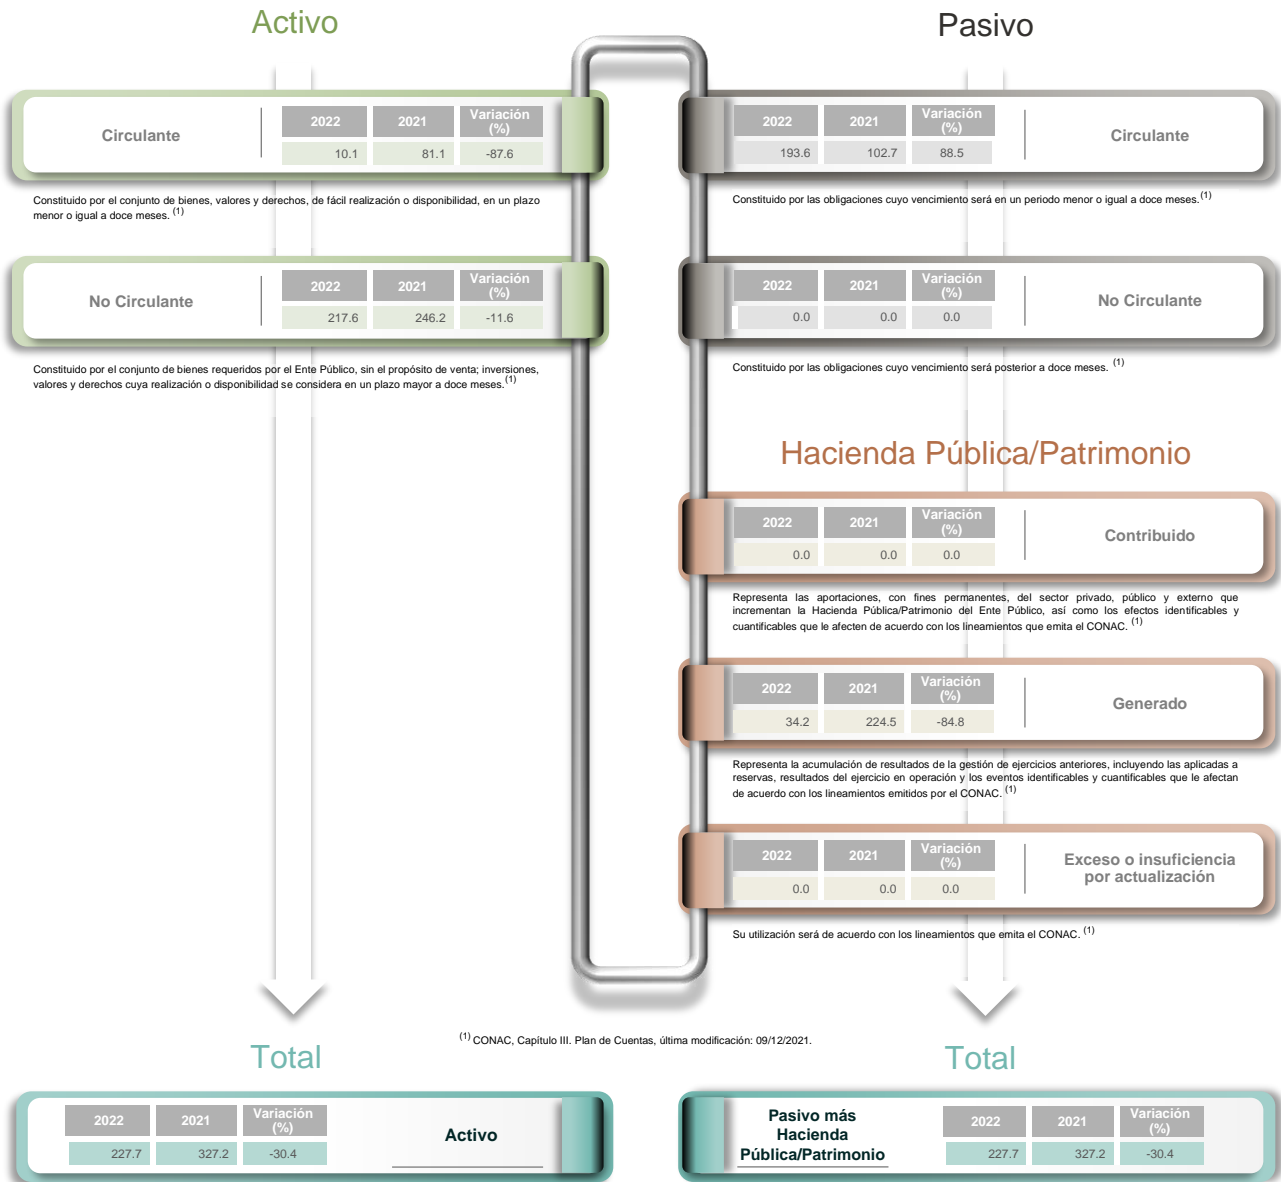 Activo
Circulante
2022 2021 Variación (%)
10.1 81.1 -87.6
Constituido por el conjunto de bienes, valores y derechos, de fácil realización o disponibilidad, en un plazo
menor o igual a doce meses. (1)
No Circulante
2022 2021 Variación (%)
217.6 246.2 -11.6
Constituido por el conjunto de bienes requeridos por el Ente Público, sin el propósito de venta; inversiones,
valores y derechos cuya realización o disponibilidad se considera en un plazo mayor a doce meses.(1)
Pasivo
2022 2021 Variación (%)
193.6 102.7 88.5
Circulante
Constituido por las obligaciones cuyo vencimiento será en un periodo menor o igual a doce meses.(1)
2022 2021 Variación (%)
0.0 0.0 0.0
No Circulante
Constituido por las obligaciones cuyo vencimiento será posterior a doce meses. (1)
Hacienda Pública/Patrimonio
2022 2021 Variación (%)
0.0 0.0 0.0
Contribuido
Representa las aportaciones, con fines permanentes, del sector privado, público y externo que
incrementan la Hacienda Pública/Patrimonio del Ente Público, así como los efectos identificables y
cuantificables que le afecten de acuerdo con los lineamientos que emita el CONAC. (1)
2022 2021 Variación (%)
34.2 224.5 -84.8
Generado
Representa la acumulación de resultados de la gestión de ejercicios anteriores, incluyendo las aplicadas a
reservas, resultados del ejercicio en operación y los eventos identificables y cuantificables que le afectan
de acuerdo con los lineamientos emitidos por el CONAC. (1)
2022 2021 Variación (%)
0.0 0.0 0.0
Exceso o insuficiencia
por actualización
Su utilización será de acuerdo con los lineamientos que emita el CONAC. (1)
(1) CONAC, Capítulo III. Plan de Cuentas, última modificación: 09/12/2021.
Total
2022 2021 Variación (%)
227.7 327.2 -30.4
Activo
Total
Pasivo más
Hacienda
Pública/Patrimonio
2022 2021 Variación (%)
227.7 327.2 -30.4